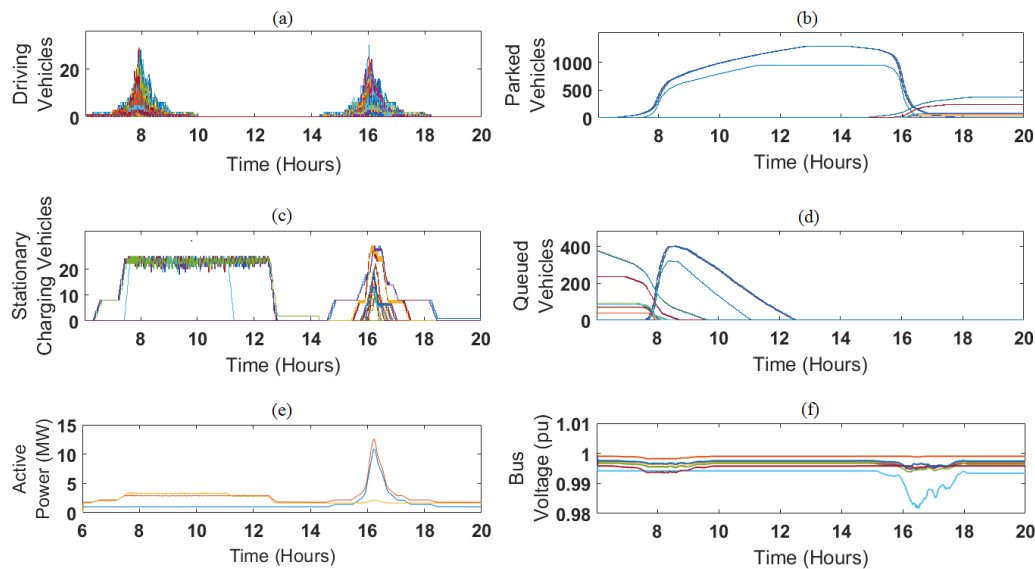 (a)
Driving
Vehicles
20
0
8
10
12
14
16
18
20
Time (Hours)
(b)
Parked
Vehicles
1000
500
0
8
10
12
14
16
18
20
Time (Hours)
(c)
Stationary
Charging Vehicles
20
10
0
8
10
12
14
16
18
20
Time (Hours)
(d)
Queued
Vehicles
400
200
0
8
10
12
14
16
18
20
Time (Hours)
(e)
Active
Power (MW)
15
10
5
0
6
8
10
12
14
16
18
20
Time (Hours)
(f)
Bus
Voltage (pu)
1.01
1
0.99
0.98
8
10
12
14
16
18
20
Time (Hours)